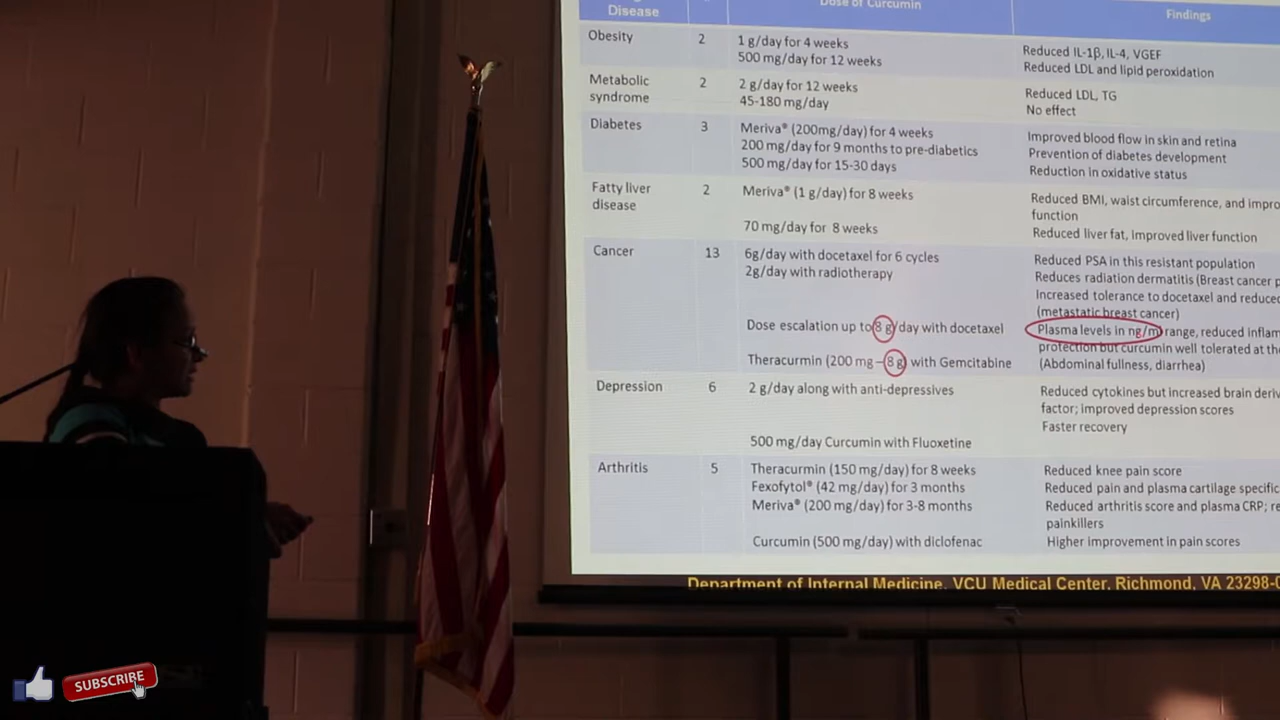 Disease
Dose of Curcumin
Findings
Obesity 2 1 g/day for 4 weeks Reduced IL-1β, IL-4, VGEF
500 mg/day for 12 weeks Reduced LDL and lipid peroxidation
Metabolic 2 2 g/day for 12 weeks Reduced LDL, TG
syndrome 45-180 mg/day No effect
Diabetes 3 Meriva® (200mg/day) for 4 weeks Improved blood flow in skin and retina
200 mg/day for 9 months to pre-diabetics Prevention of diabetes development
500 mg/day for 15-30 days Reduction in oxidative status
Fatty liver 2 Meriva® (1 g/day) for 8 weeks Reduced BMI, waist circumference, and
disease function
70 mg/day for 8 weeks Reduced liver fat, Improved liver function
Cancer 13 6g/day with docetaxel for 6 cycles Reduced PSA in this resistant population
2g/day with radiotherapy Reduces radiation dermatitis (Breast cancer
Increased tolerance to docetaxel and reduced
(metastatic breast cancer)
Dose escalation up to 8 g/day with docetaxel Plasma levels in ng/m range, reduced
protection but curcumin well tolerated at
Theracurmin (200 mg –8 g) with Gemcitabine (Abdominal fullness, diarrhea)
Depression 6 2 g/day along with anti-depressives Reduced cytokines but increased brain
factor; improved depression scores
Faster recovery
500 mg/day Curcumin with Fluoxetine
Arthritis 5 Theracurmin (150 mg/day) for 8 weeks Reduced knee pain score
Fexofytol® (42 mg/day) for 3 months Reduced pain and plasma cartilage specific
Meriva® (200 mg/day) for 3-8 months Reduced arthritis score and plasma CRP;
painkillers
Curcumin (500 mg/day) with diclofenac Higher improvement in pain scores
Department of Internal Medicine, VCU Medical Center, Richmond, VA 23298-
SUBSCRIBE